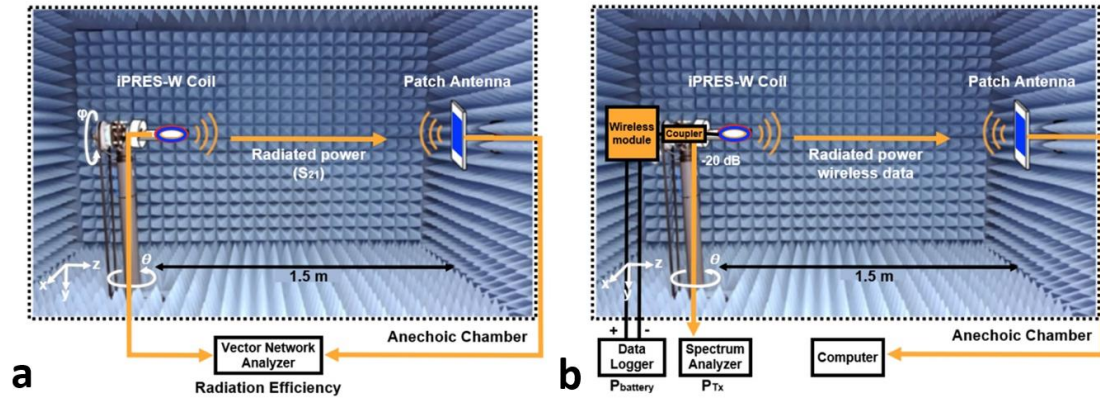 iPRES-W Coil
Patch Antenna
φ
Radiated power
(S21)
z
x
y
θ
1.5 m
Anechoic Chamber
Vector Network
Analyzer
Radiation Efficiency
a
iPRES-W Coil
Patch Antenna
Wireless
module
Coupler
-20 dB
Radiated power
wireless data
z
x
y
θ
1.5 m
Anechoic Chamber
+ -
Data
Logger
Pbattery
Spectrum
Analyzer
PTx
Computer
b